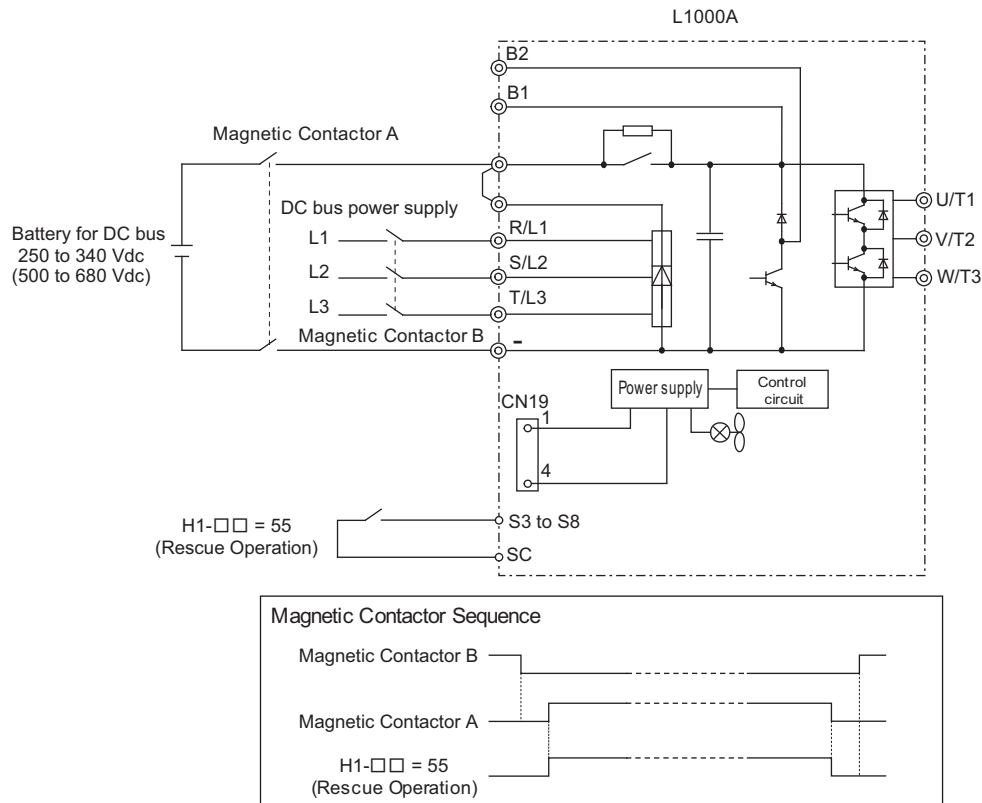 L1000A
B2
B1
Magnetic Contactor A
DC bus power supply
Battery for DC bus
250 to 340 Vdc
(500 to 680 Vdc)
L1
L2
L3
R/L1
S/L2
T/L3
U/T1
V/T2
W/T3
Magnetic Contactor B
-
Power supply
Control
circuit
CN19
1
4
H1-□□ = 55
(Rescue Operation)
S3 to S8
SC
Magnetic Contactor Sequence
Magnetic Contactor B
Magnetic Contactor A
H1-□□ = 55
(Rescue Operation)